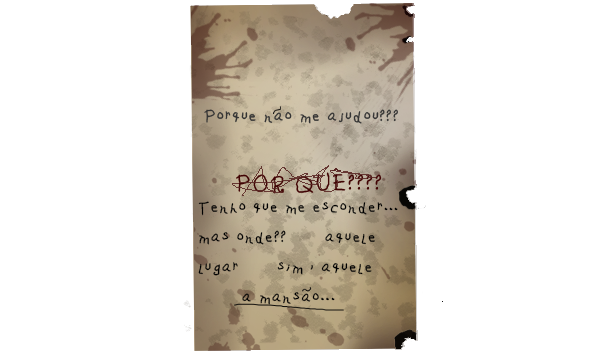 Porque não me ajudou???
POR QUÊ????
Tenho que me esconder...
mas onde?? aquele
lugar sim, aquele
a mansão...